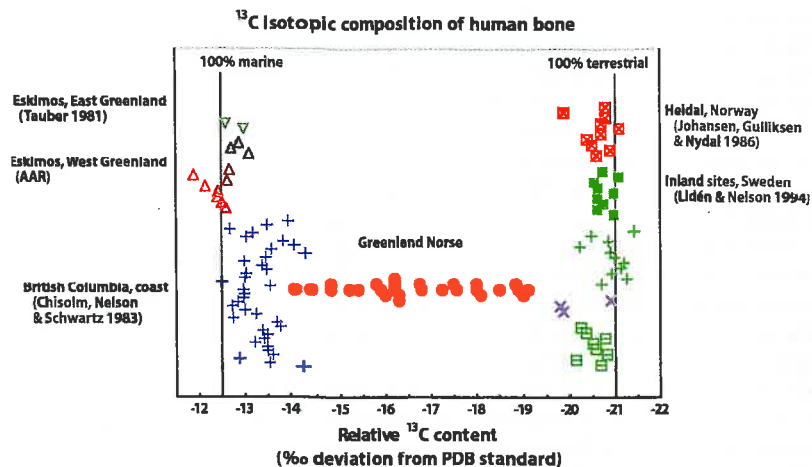 ¹³C isotopic composition of human bone
100% marine
100% terrestrial
Eskimos, East Greenland
(Tauber 1981)
Eskimos, West Greenland
(AAR)
British Columbia, coast
(Chisolm, Nelson
& Schwartz 1983)
Greenland Norse
Heidal, Norway
(Johansen, Gulliksen
& Nydal 1986)
Inland sites, Sweden
(Lidén & Nelson 1994)
-12 -13 -14 -15 -16 -17 -18 -19 -20 -21 -22
Relative ¹³C content
(‰ deviation from PDB standard)